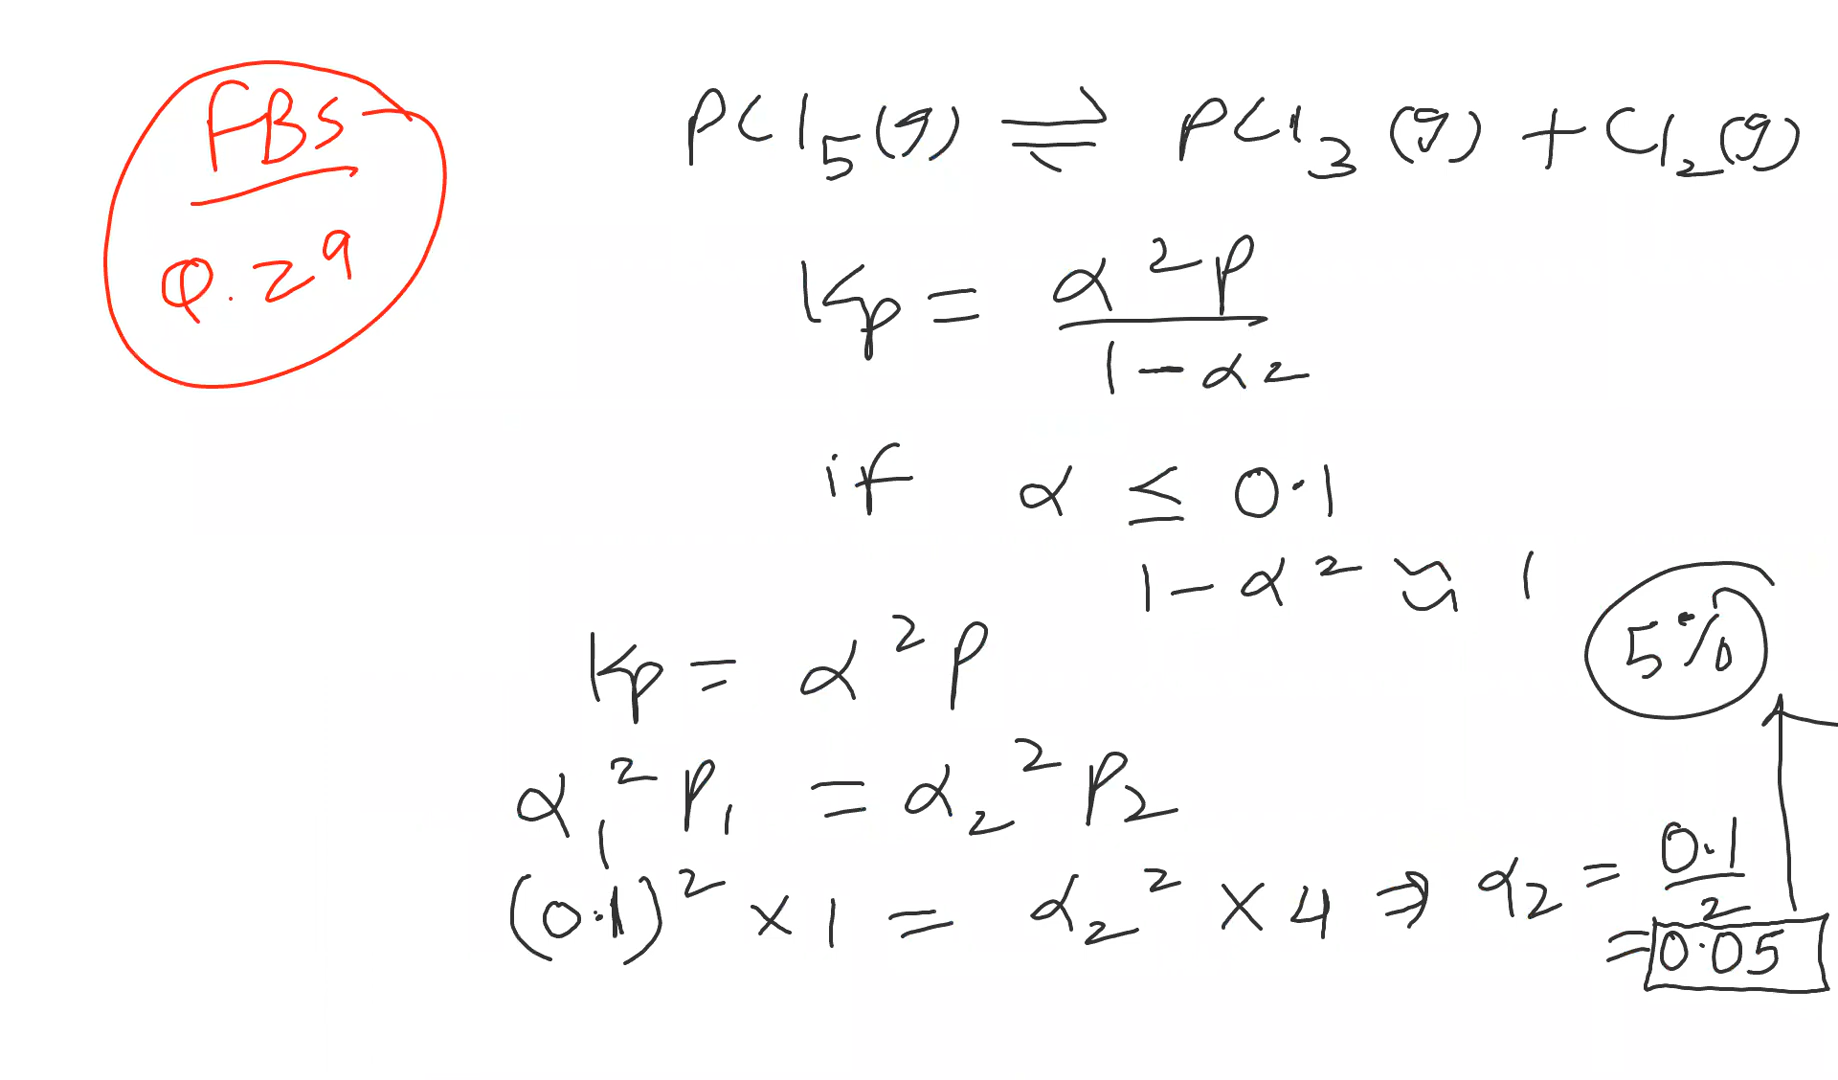 FBS
Q.29
PCl₅(g) ⇌ PCl₃(g) + Cl₂(g)
Kp = α²P / 1-α2
if α ≤ 0.1
1-α² ≈ 1
5%
Kp = α²P
α₁²P₁ = α₂²P₂
(0.1)² × 1 = α₂² × 4 ⇒ α2 = 0.1/2
= 0.05